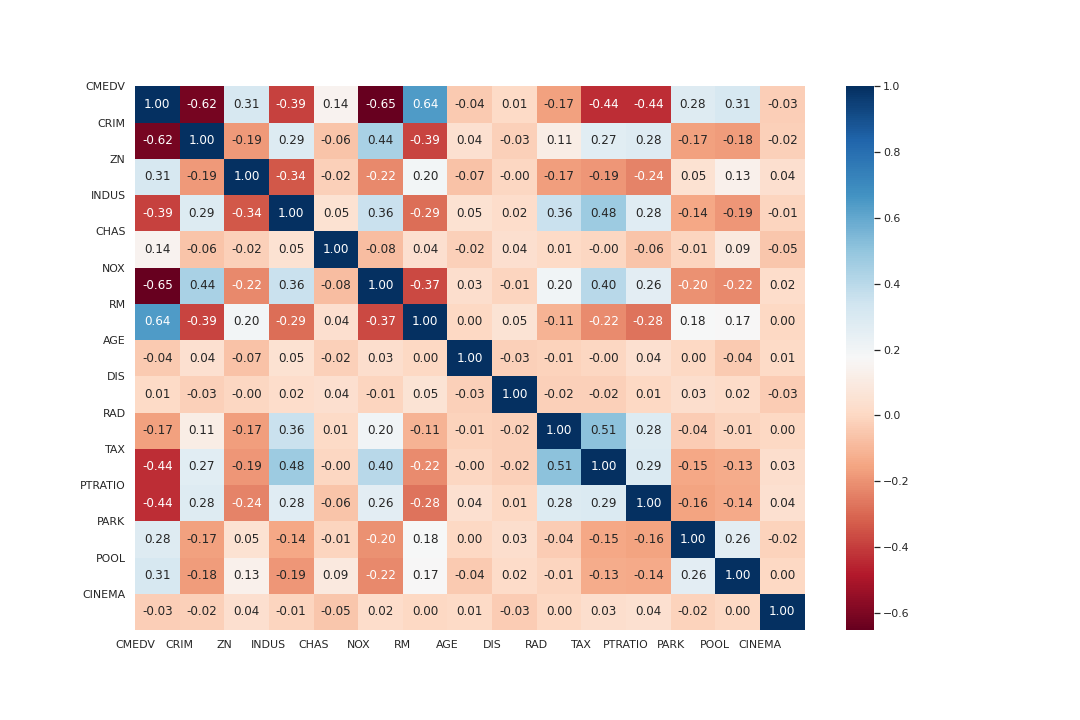 CMEDV
1.00 -0.62 0.31 -0.39 0.14 -0.65 0.64 -0.04 0.01 -0.17 -0.44 -0.44 0.28 0.31 -0.03
CRIM
-0.62 1.00 -0.19 0.29 -0.06 0.44 -0.39 0.04 -0.03 0.11 0.27 0.28 -0.17 -0.18 -0.02
ZN
0.31 -0.19 1.00 -0.34 -0.02 -0.22 0.20 -0.07 -0.00 -0.17 -0.19 -0.24 0.05 0.13 0.04
INDUS
-0.39 0.29 -0.34 1.00 0.05 0.36 -0.29 0.05 0.02 0.36 0.48 0.28 -0.14 -0.19 -0.01
CHAS
0.14 -0.06 -0.02 0.05 1.00 -0.08 0.04 -0.02 0.04 0.01 -0.00 -0.06 -0.01 0.09 -0.05
NOX
-0.65 0.44 -0.22 0.36 -0.08 1.00 -0.37 0.03 -0.01 0.20 0.40 0.26 -0.20 -0.22 0.02
RM
0.64 -0.39 0.20 -0.29 0.04 -0.37 1.00 0.00 0.05 -0.11 -0.22 -0.28 0.18 0.17 0.00
AGE
-0.04 0.04 -0.07 0.05 -0.02 0.03 0.00 1.00 -0.03 -0.01 -0.00 0.04 0.00 -0.04 0.01
DIS
0.01 -0.03 -0.00 0.02 0.04 -0.01 0.05 -0.03 1.00 -0.02 -0.02 0.01 0.03 0.02 -0.03
RAD
-0.17 0.11 -0.17 0.36 0.01 0.20 -0.11 -0.01 -0.02 1.00 0.51 0.28 -0.04 -0.01 0.00
TAX
-0.44 0.27 -0.19 0.48 -0.00 0.40 -0.22 -0.00 -0.02 0.51 1.00 0.29 -0.15 -0.13 0.03
PTRATIO
-0.44 0.28 -0.24 0.28 -0.06 0.26 -0.28 0.04 0.01 0.28 0.29 1.00 -0.16 -0.14 0.04
PARK
0.28 -0.17 0.05 -0.14 -0.01 -0.20 0.18 0.00 0.03 -0.04 -0.15 -0.16 1.00 0.26 -0.02
POOL
0.31 -0.18 0.13 -0.19 0.09 -0.22 0.17 -0.04 0.02 -0.01 -0.13 -0.14 0.26 1.00 0.00
CINEMA
-0.03 -0.02 0.04 -0.01 -0.05 0.02 0.00 0.01 -0.03 0.00 0.03 0.04 -0.02 0.00 1.00
CMEDV CRIM ZN INDUS CHAS NOX RM AGE DIS RAD TAX PTRATIO PARK POOL CINEMA
1.0
0.8
0.6
0.4
0.2
0.0
−0.2
−0.4
−0.6